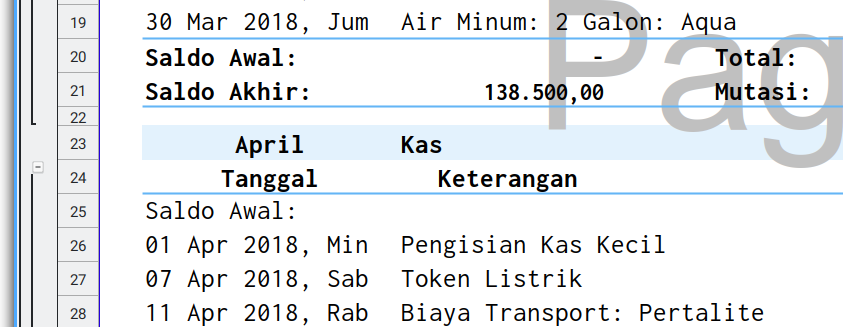 19 30 Mar 2018, Jum Air Minum: 2 Galon: Aqua
20 Saldo Awal: - Total:
21 Saldo Akhir: 138.500,00 Mutasi:
22
23 April Kas
24 Tanggal Keterangan
25 Saldo Awal:
26 01 Apr 2018, Min Pengisian Kas Kecil
27 07 Apr 2018, Sab Token Listrik
28 11 Apr 2018, Rab Biaya Transport: Pertalite
Pag